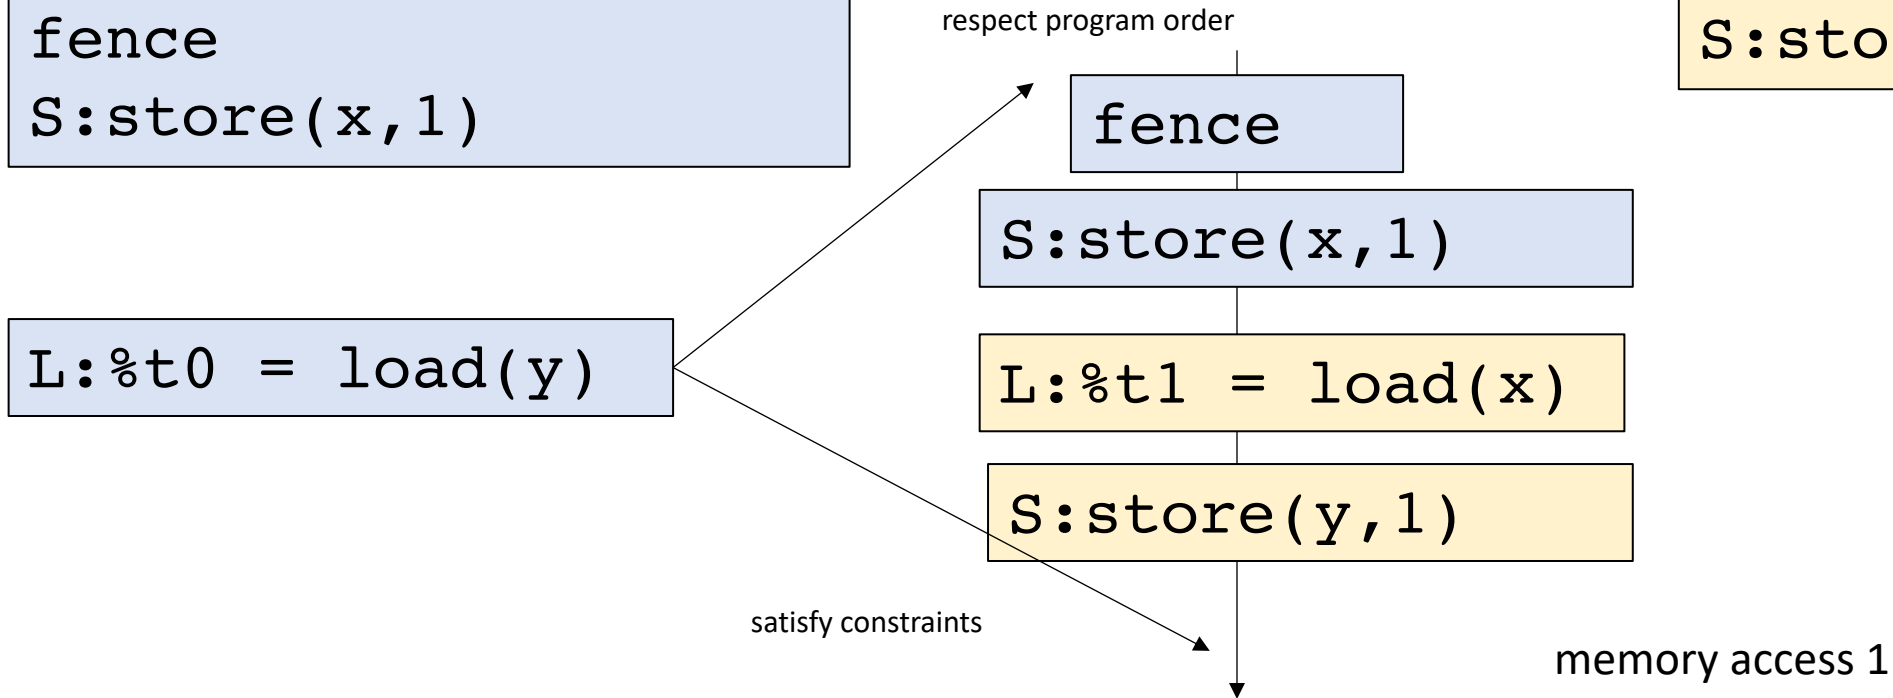 fence
S:store(x,1)
respect program order
S:sto
fence
S:store(x,1)
L:%t0 = load(y)
L:%t1 = load(x)
S:store(y,1)
satisfy constraints
memory access 1